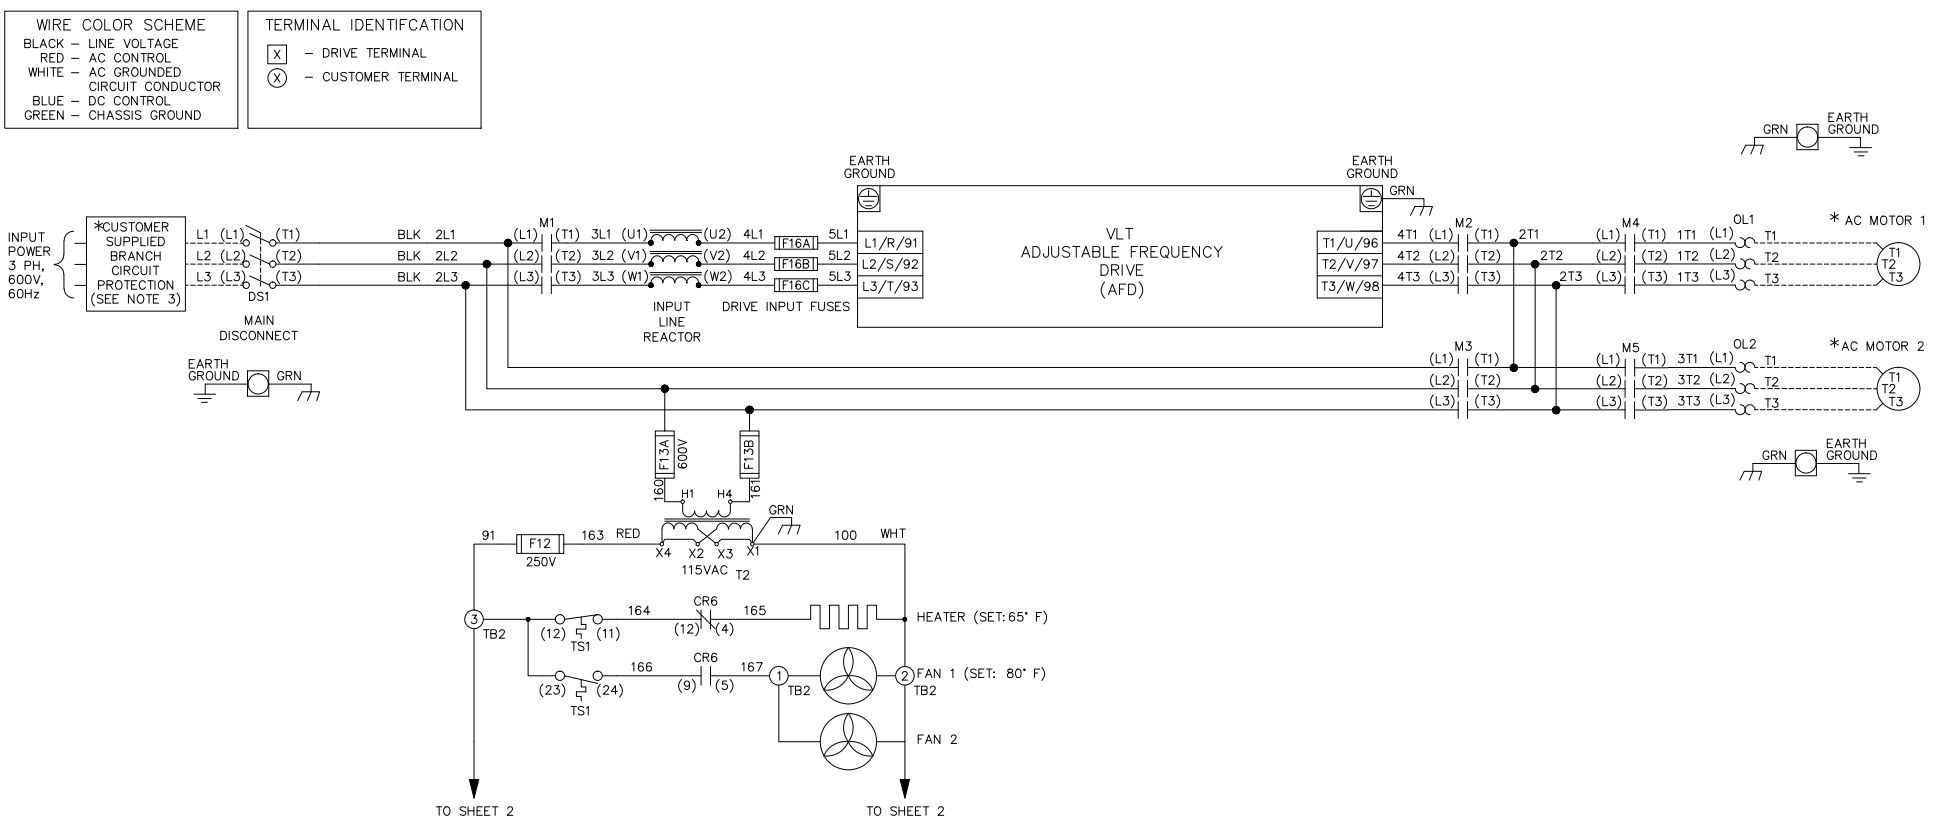 WIRE COLOR SCHEME
BLACK – LINE VOLTAGE
RED – AC CONTROL
WHITE – AC GROUNDED
CIRCUIT CONDUCTOR
BLUE – DC CONTROL
GREEN – CHASSIS GROUND
TERMINAL IDENTIFCATION
X – DRIVE TERMINAL
X – CUSTOMER TERMINAL
GRN
EARTH
GROUND
EARTH
GROUND
EARTH
GROUND
GRN
INPUT
POWER
3 PH,
600V,
60Hz
*CUSTOMER
SUPPLIED
BRANCH
CIRCUIT
PROTECTION
(SEE NOTE 3)
L1 (L1) (T1) BLK 2L1 (L1) M1 (T1) 3L1 (U1) (U2) 4L1 F16A 5L1 L1/R/91
L2 (L2) (T2) BLK 2L2 (L2) (T2) 3L2 (V1) (V2) 4L2 F16B 5L2 L2/S/92
L3 (L3) (T3) BLK 2L3 (L3) (T3) 3L3 (W1) (W2) 4L3 F16C 5L3 L3/T/93
DS1
MAIN
DISCONNECT
INPUT
LINE
REACTOR
DRIVE INPUT FUSES
VLT
ADJUSTABLE FREQUENCY
DRIVE
(AFD)
T1/U/96 4T1 (L1) M2 (T1) 2T1 (L1) M4 (T1) 1T1 (L1) OL1 T1
T2/V/97 4T2 (L2) (T2) 2T2 (L2) (T2) 1T2 (L2) T2
T3/W/98 4T3 (L3) (T3) 2T3 (L3) (T3) 1T3 (L3) T3
* AC MOTOR 1
T1
T2
T3
EARTH
GROUND
GRN
(L1) M3 (T1) (L1) M5 (T1) 3T1 (L1) OL2 T1
(L2) (T2) (L2) (T2) 3T2 (L2) T2
(L3) (T3) (L3) (T3) 3T3 (L3) T3
*AC MOTOR 2
T1
T2
T3
GRN
EARTH
GROUND
F13A
600V
F13B
160
161
H1 H4
GRN
91 F12 163 RED
250V
X4 X2 X3 X1
100 WHT
115VAC T2
3
TB2
(12) (11)
TS1
164
CR6
(12) (4)
165
HEATER (SET:65° F)
(23) (24)
TS1
166
CR6
(9) (5)
167
1
TB2
2
TB2
FAN 1 (SET: 80° F)
FAN 2
TO SHEET 2
TO SHEET 2